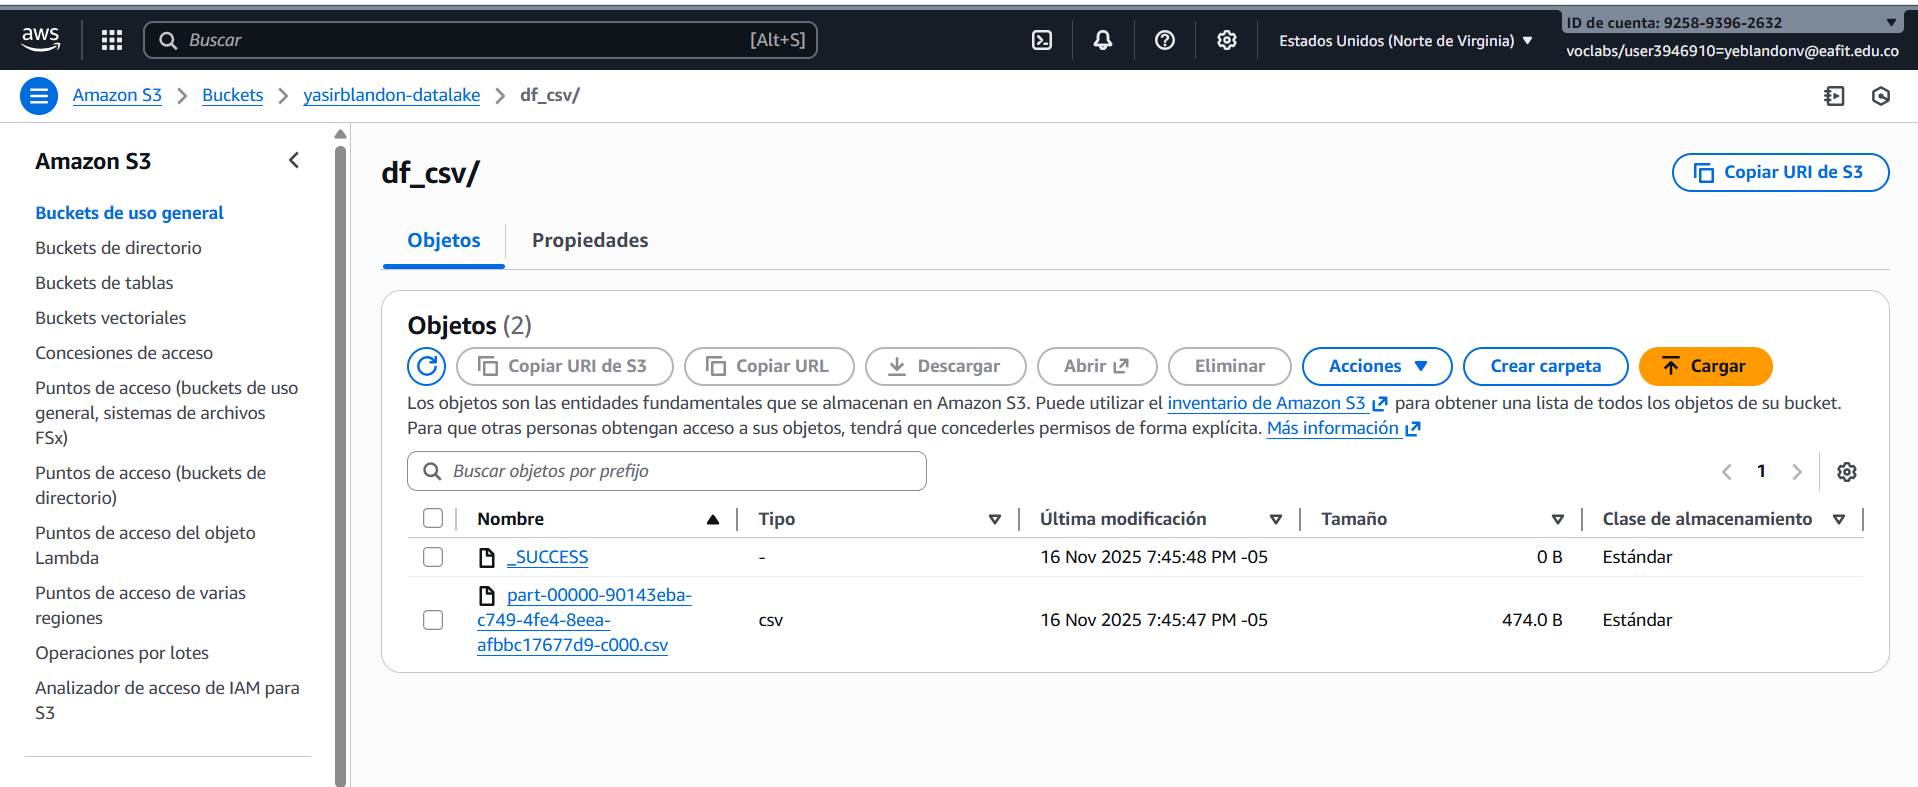 aws
Buscar
[Alt+S]
Estados Unidos (Norte de Virginia)
ID de cuenta: 9258-9396-2632
voclabs/user3946910=yeblandonv@eafit.edu.co
Amazon S3
Buckets
yasirblandon-datalake
df_csv/
Amazon S3
Buckets de uso general
Buckets de directorio
Buckets de tablas
Buckets vectoriales
Concesiones de acceso
Puntos de acceso (buckets de uso
general, sistemas de archivos
FSx)
Puntos de acceso (buckets de
directorio)
Puntos de acceso del objeto
Lambda
Puntos de acceso de varias
regiones
Operaciones por lotes
Analizador de acceso de IAM para
S3
df_csv/
Copiar URI de S3
Objetos
Propiedades
Objetos (2)
Copiar URI de S3
Copiar URL
Descargar
Abrir
Eliminar
Acciones
Crear carpeta
Cargar
Los objetos son las entidades fundamentales que se almacenan en Amazon S3. Puede utilizar el inventario de Amazon S3 para obtener una lista de todos los objetos de su bucket.
Para que otras personas obtengan acceso a sus objetos, tendrá que concederles permisos de forma explícita. Más información
Buscar objetos por prefijo
1
Nombre
Tipo
Última modificación
Tamaño
Clase de almacenamiento
_SUCCESS
-
16 Nov 2025 7:45:48 PM -05
0 B
Estándar
part-00000-90143eba-
c749-4fe4-8eea-
afbbc17677d9-c000.csv
csv
16 Nov 2025 7:45:47 PM -05
474.0 B
Estándar